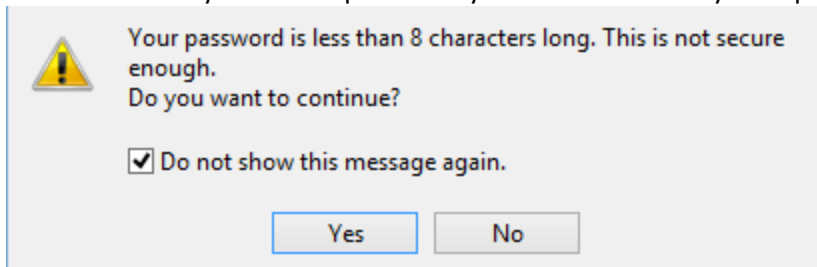 Your password is less than 8 characters long. This is not secure
enough.
Do you want to continue?
Do not show this message again.
Yes
No